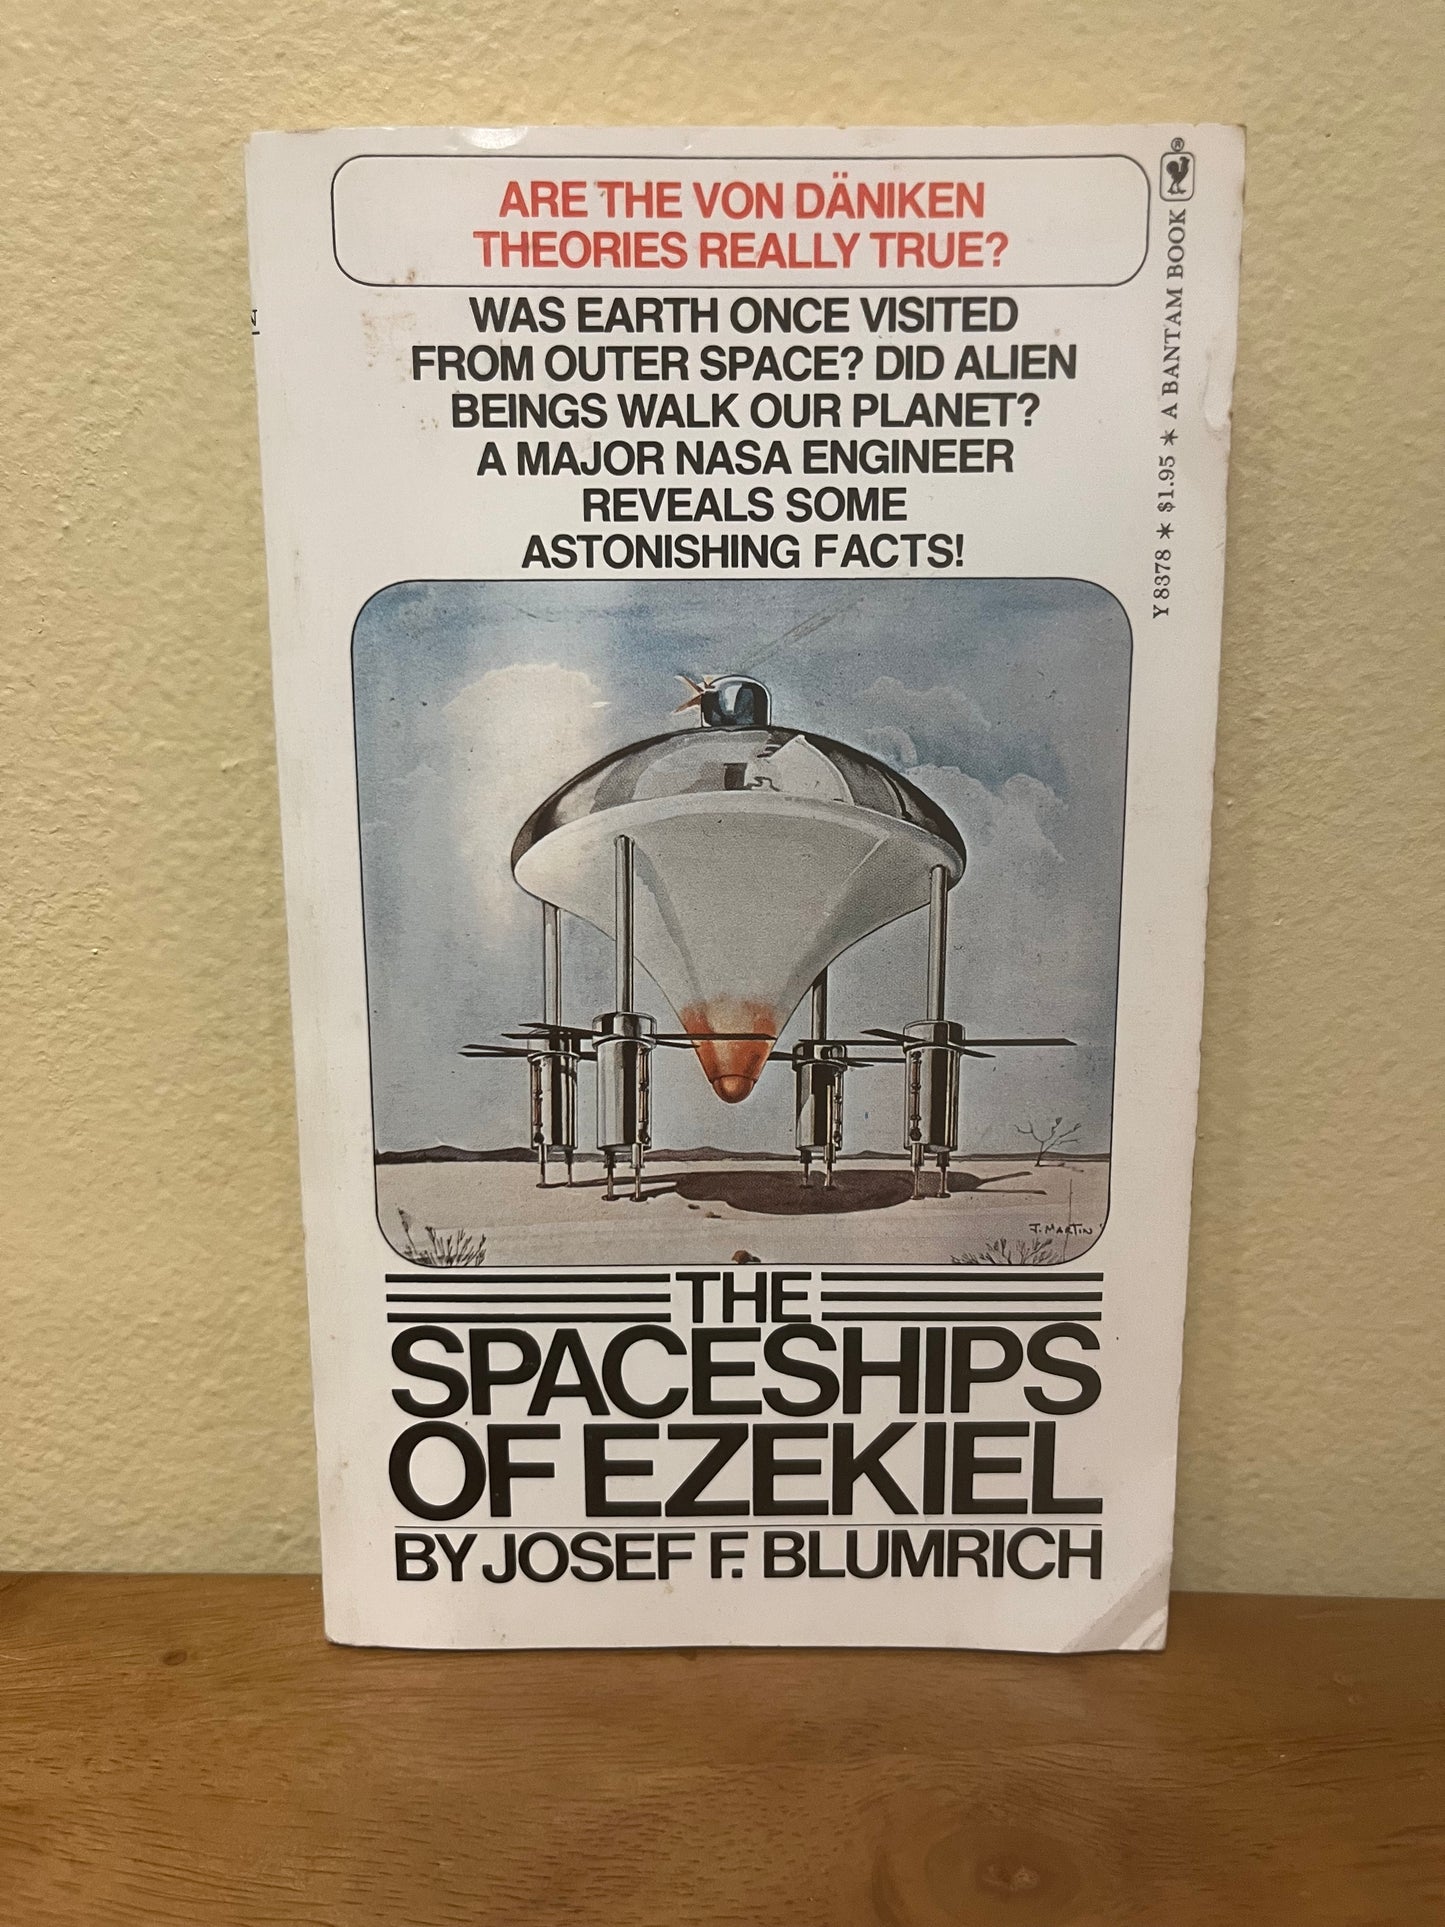 ARE THE VON DÄNIKEN
THEORIES REALLY TRUE?
WAS EARTH ONCE VISITED
FROM OUTER SPACE? DID ALIEN
BEINGS WALK OUR PLANET?
A MAJOR NASA ENGINEER
REVEALS SOME
ASTONISHING FACTS!
Y 8378 * $1.95 * A BANTAM BOOK ®
J. MARTIN
THE
SPACESHIPS
OF EZEKIEL
BY JOSEF F. BLUMRICH